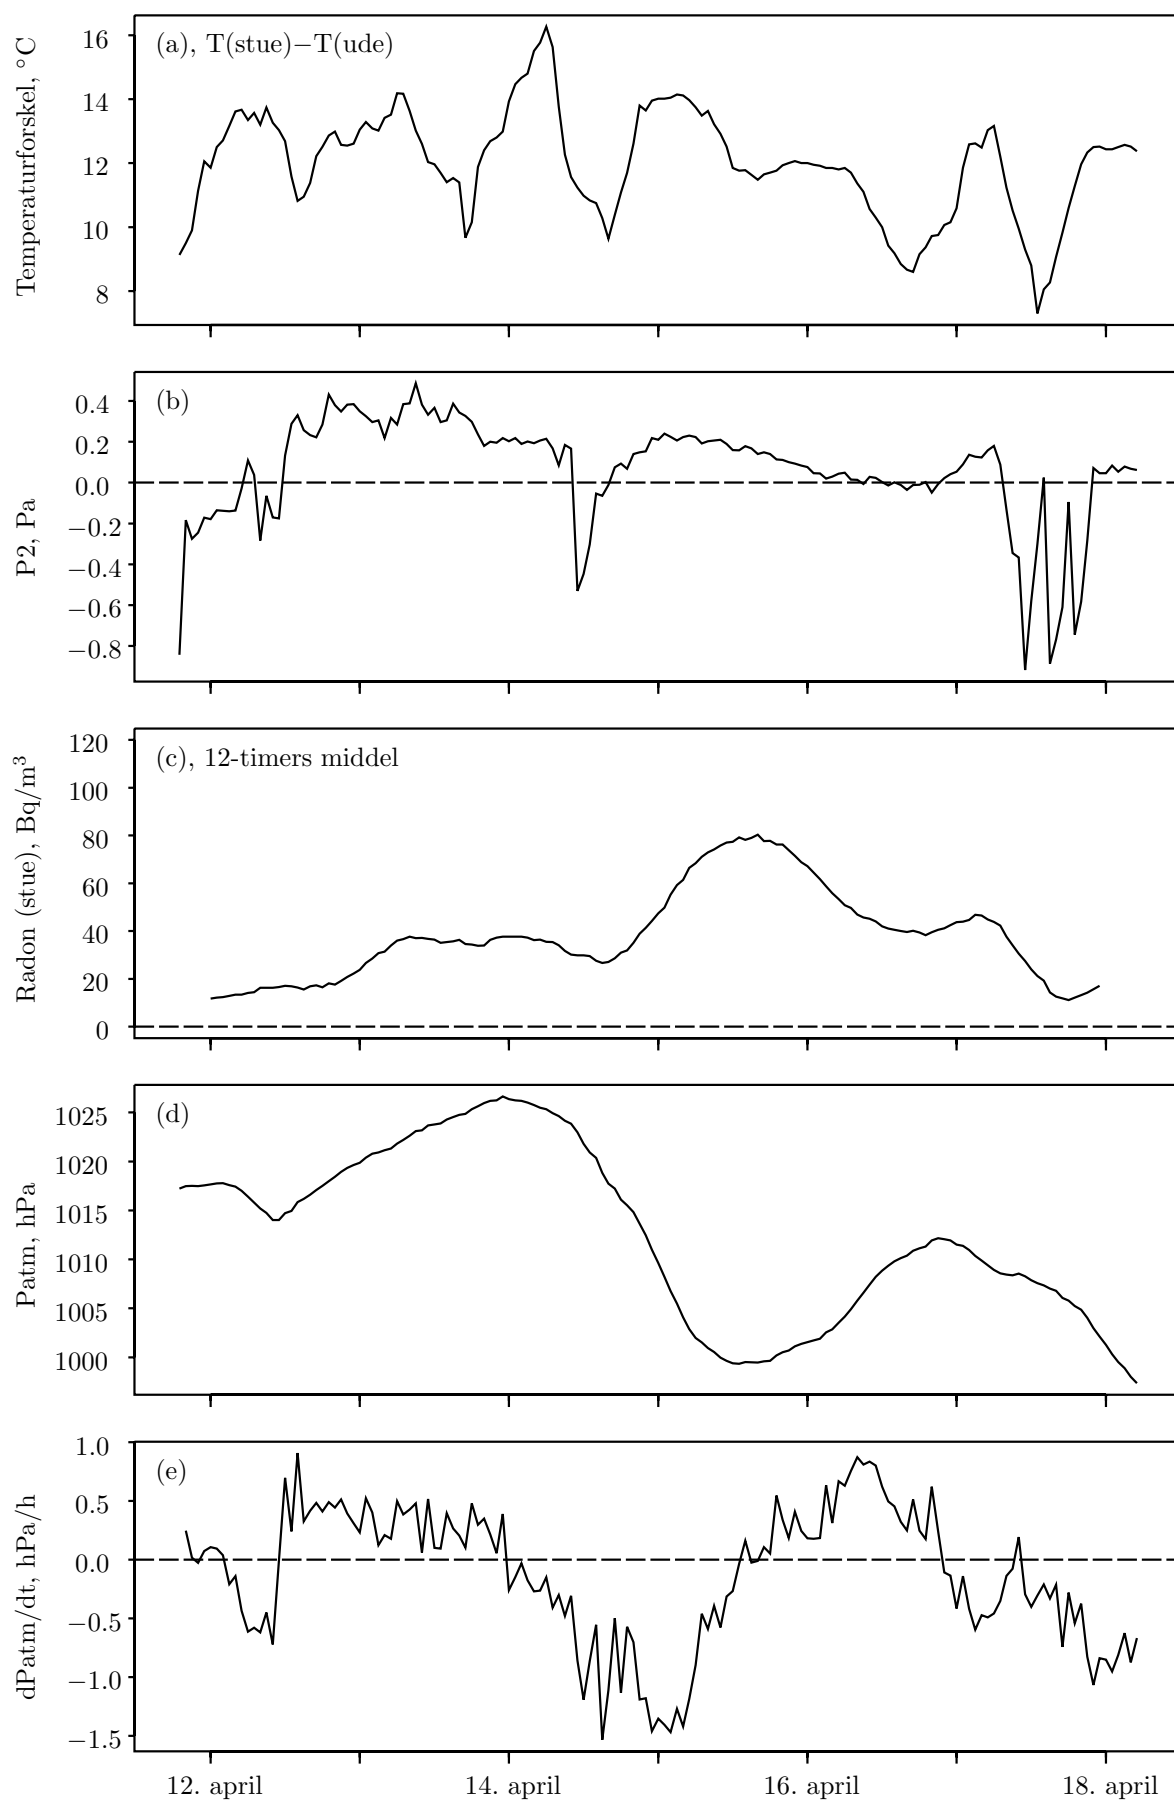 (a), T(stue)−T(ude)
Temperaturforskel, °C
16
14
12
10
8
(b)
P2, Pa
0.4
0.2
0.0
−0.2
−0.4
−0.6
−0.8
(c), 12-timers middel
Radon (stue), Bq/m³
120
100
80
60
40
20
0
(d)
Patm, hPa
1025
1020
1015
1010
1005
1000
(e)
dPatm/dt, hPa/h
1.0
0.5
0.0
−0.5
−1.0
−1.5
12. april 14. april 16. april 18. april